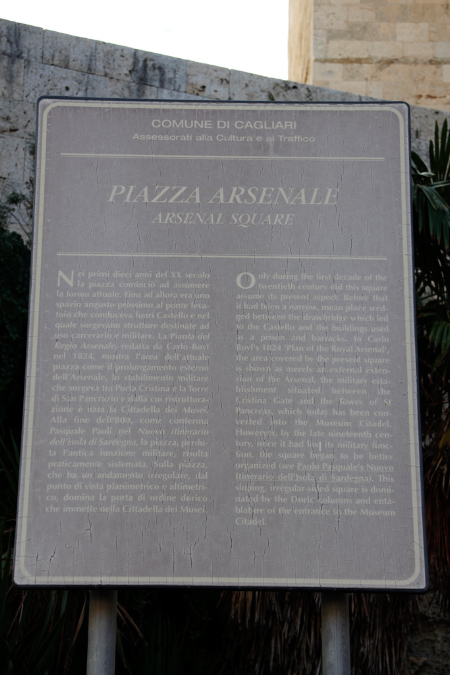 COMUNE DI CAGLIARI
Assessorati alla Cultura e al Traffico
PIAZZA ARSENALE
ARSENAL SQUARE
Nei primi dieci anni del XX secolo
la piazza cominciò ad assumere
la forma attuale. Fino ad allora era uno
spazio angusto prossimo al ponte leva-
toio che conduceva fuori Castello e nel
quale sorgevano strutture destinate ad
uso carcerario e militare. La Pianta del
Regio Arsenale, redatta da Carlo Boyl
nel 1824, mostra l'area dell'attuale
piazza come il prolungamento esterno
dell'Arsenale, lo stabilimento militare
che sorgeva tra Porta Cristina e la Torre
di San Pancrazio e dalla cui ristruttura-
zione è nata la Cittadella dei Musei.
Alla fine dell'800, come conferma
Pasquale Paoli nel Nuovo itinerario
dell'isola di Sardegna, la piazza, perdu-
ta l'antica funzione militare, risultà
praticamente sistemata. Sulla piazza,
che ha un andamento irregolare, dal
punto di vista planimetrico e altimetri-
co, domina la porta di ordine dorico
che immette nella Cittadella dei Musei.
Only during the first decade of the
twentieth century did this square
assume its present aspect. Before that
it had been a narrow, mean place wed-
ged between the drawbridge which led
to the Castello and the buildings used
as a prison and barracks. In Carlo
Boyl's 1824 'Plan of the Royal Arsenal',
the area covered by the present square
is shown as merely an external exten-
sion of the Arsenal, the military esta-
blishment situated between the
Cristina Gate and the Tower of St
Pancras, which today has been con-
verted into the Museum Citadel.
However, by the late nineteenth cen-
tury, once it had lost its military func-
tion, the square began to be better
organized (see Paolo Pasquale's Nuovo
Itinerario dell'Isola di Sardegna). This
sloping, irregular-sided square is domi-
nated by the Doric column and enta-
blature of the entrance to the Museum
Citadel.